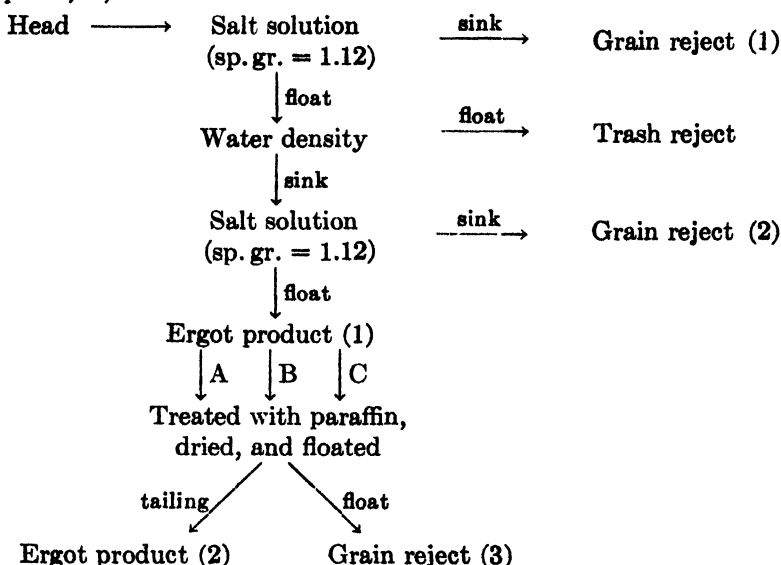 Head Salt solution sink Grain reject (1)
(sp. gr. = 1.12)
float
Water density float Trash reject
sink
Salt solution sink Grain reject (2)
(sp. gr. = 1.12)
float
Ergot product (1)
A B C
Treated with paraffin,
dried, and floated
tailing float
Ergot product (2) Grain reject (3)